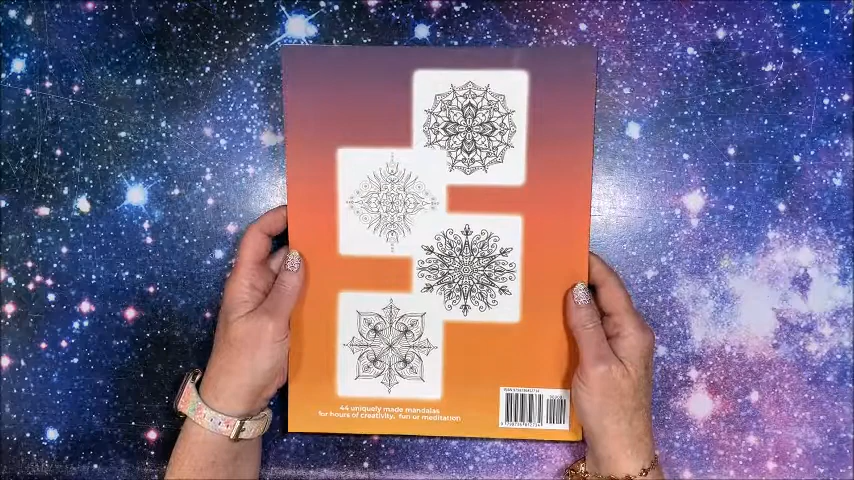 44 uniquely made mandalas
for hours of creativity, fun or meditation